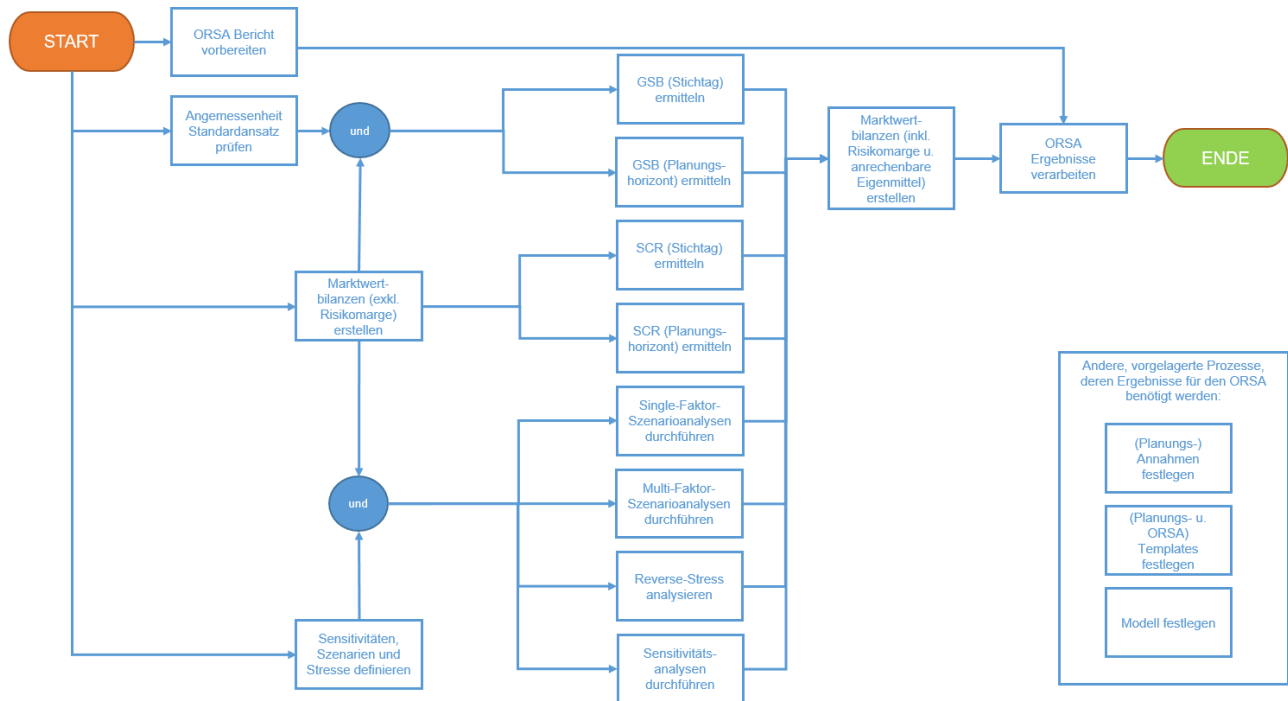 START
ORSA Bericht
vorbereiten
Angemessenheit
Standardansatz
prüfen
und
GSB (Stichtag)
ermitteln
GSB (Planungs-
horizont) ermitteln
Marktwert-
bilanzen (inkl.
Risikomarge u.
anrechenbare
Eigenmittel)
erstellen
ORSA
Ergebnisse
verarbeiten
ENDE
Marktwert-
bilanzen (exkl.
Risikomarge)
erstellen
SCR (Stichtag)
ermitteln
SCR (Planungs-
horizont) ermitteln
und
Single-Faktor-
Szenarioanalysen
durchführen
Multi-Faktor-
Szenarioanalysen
durchführen
Reverse-Stress
analysieren
Sensitivitäten,
Szenarien und
Stresse definieren
Sensitivitäts-
analysen
durchführen
Andere, vorgelagerte Prozesse,
deren Ergebnisse für den ORSA
benötigt werden:
(Planungs-)
Annahmen
festlegen
(Planungs- u.
ORSA)
Templates
festlegen
Modell festlegen